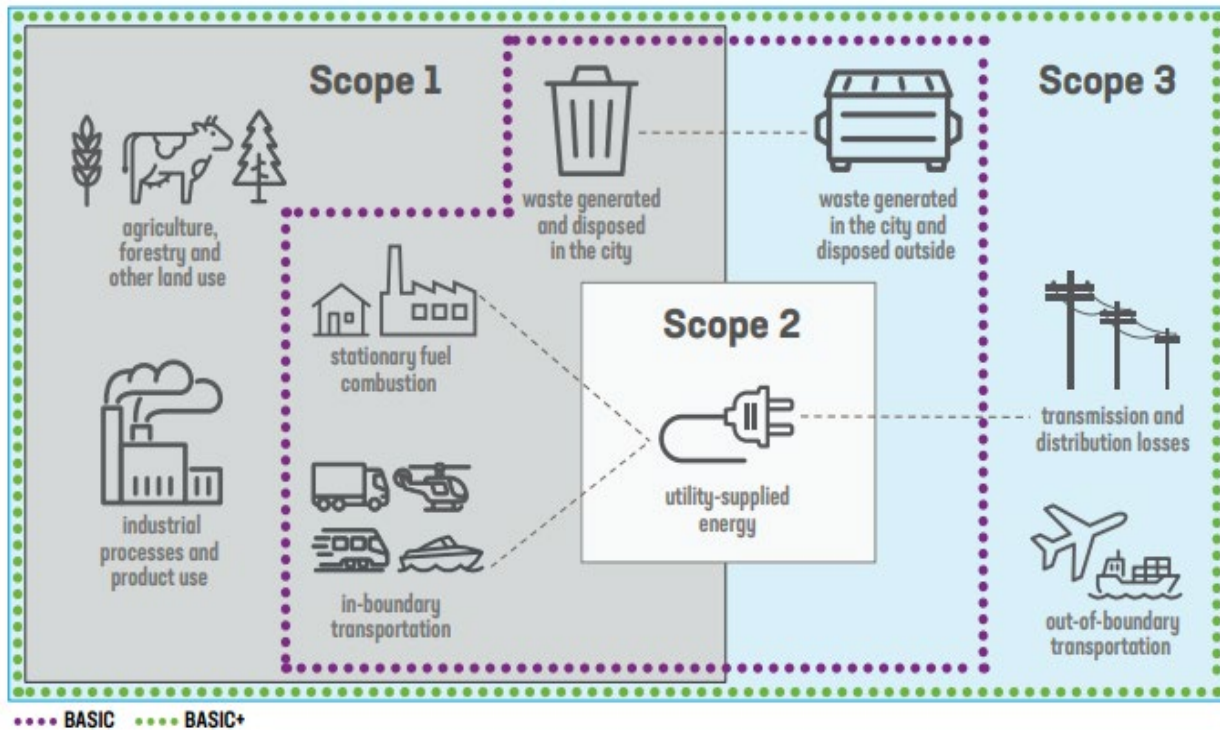 Scope 1
Scope 3
agriculture,
forestry and
other land use
waste generated
and disposed
in the city
waste generated
in the city and
disposed outside
stationary fuel
combustion
Scope 2
utility-supplied
energy
transmission and
distribution losses
industrial
processes and
product use
in-boundary
transportation
out-of-boundary
transportation
BASIC BASIC+